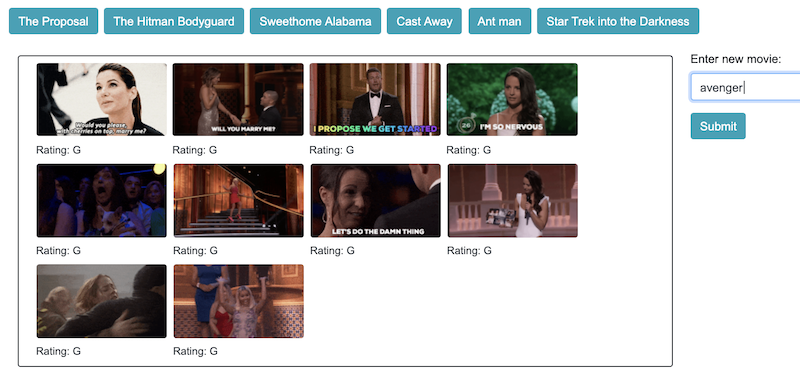 The Proposal The Hitman Bodyguard Sweethome Alabama Cast Away Ant man Star Trek into the Darkness
Enter new movie:
avenger
Submit
Would you please,
with cherries on top, marry me?
WILL YOU MARRY ME?
I PROPOSE WE GET STARTED
26 I'M SO NERVOUS
Rating: G Rating: G Rating: G Rating: G
LET'S DO THE DAMN THING
Rating: G Rating: G Rating: G Rating: G
Rating: G Rating: G